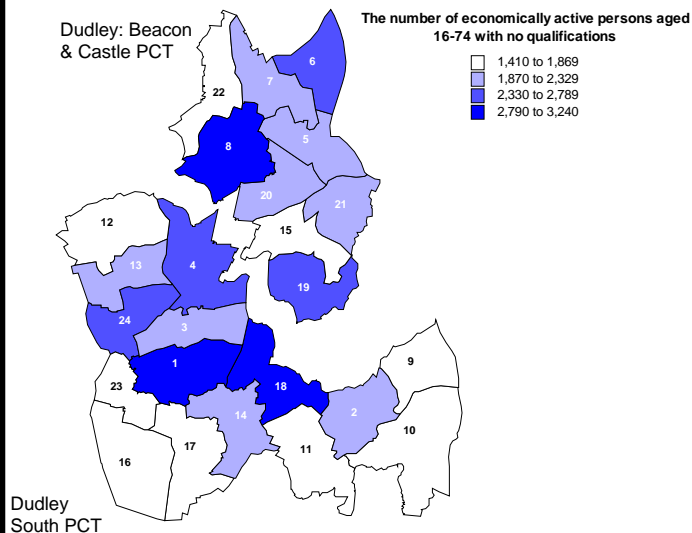 The number of economically active persons aged
16-74 with no qualifications
1,410 to 1,869
1,870 to 2,329
2,330 to 2,789
2,790 to 3,240
Dudley: Beacon
& Castle PCT
6
7
22
5
8
20
21
12
15
13
4
19
24
3
9
1
23
18
2
14
10
11
17
16
Dudley
South PCT